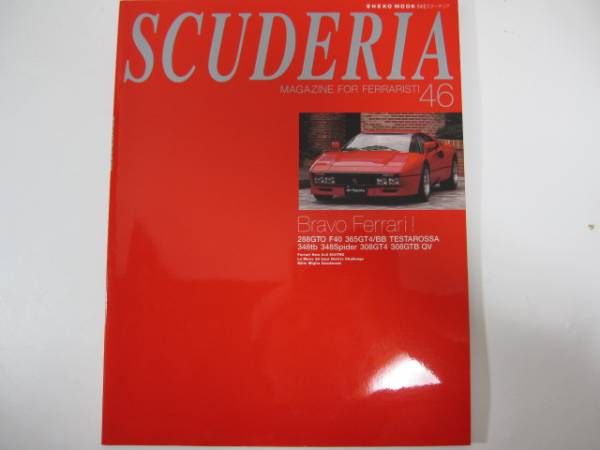 NEKO MOOK
SCUDERIA
MAGAZINE FOR FERRARISTI 46
Bravo Ferrari!
288GTO F40 365GT4/BB TESTAROSSA
348tb 348Spider 308GT4 308GTB QV